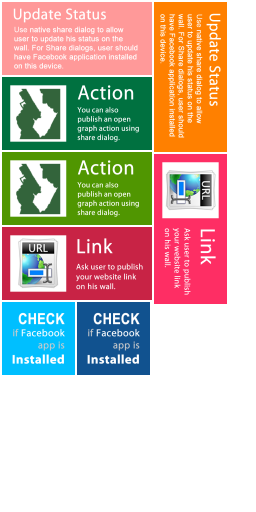 Update Status
Use native share dialog to allow
user to update his status on the
wall. For Share dialogs, user should
have Facebook application installed
on this device.
Action
You can also
publish an open
graph action using
share dialog.
Action
You can also
publish an open
graph action using
share dialog.
URL
Link
Ask user to publish
your website link
on his wall.
CHECK
if Facebook
app is
Installed
CHECK
if Facebook
app is
Installed
Update Status
Use native share dialog to allow
user to update his status on the
wall. For Share dialogs, user should
have Facebook application installed
on this device.
URL
Link
Ask user to publish
your website link
on his wall.